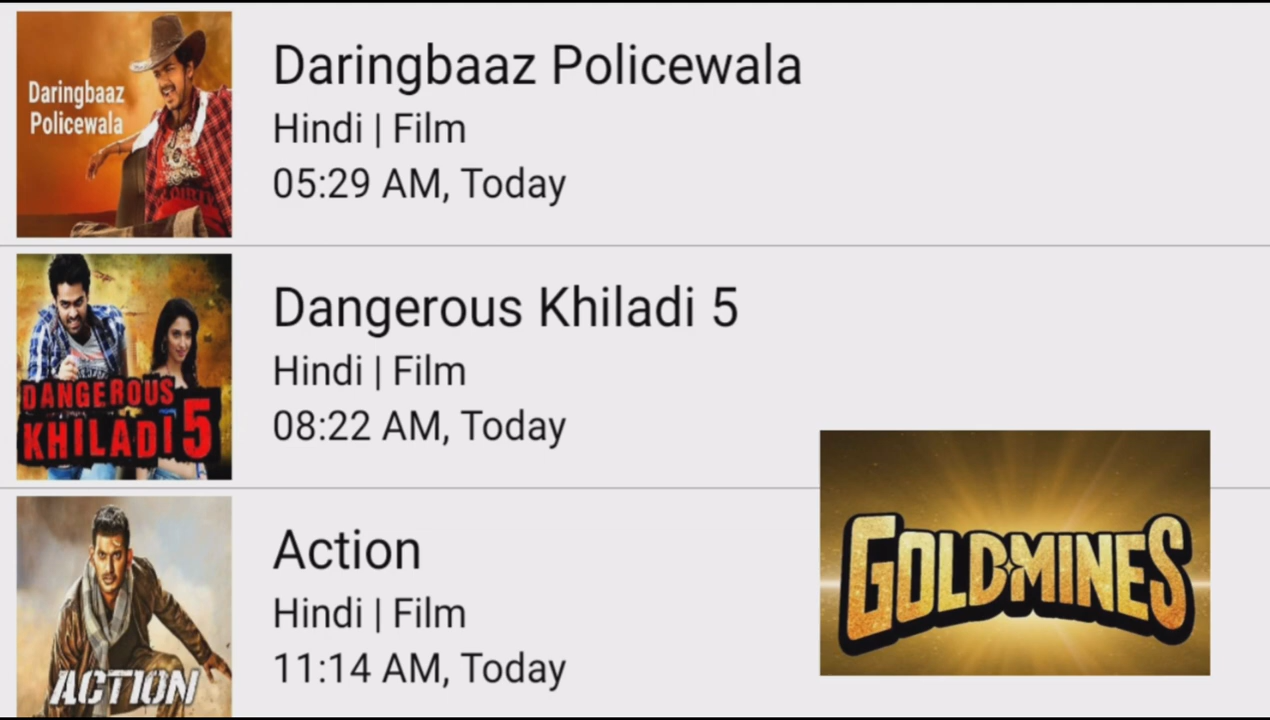 Daringbaaz
Policewala
Daringbaaz Policewala
Hindi | Film
05:29 AM, Today
DANGEROUS
KHILADI 5
Dangerous Khiladi 5
Hindi | Film
08:22 AM, Today
ACTION
Action
Hindi | Film
11:14 AM, Today
GOLDMINES